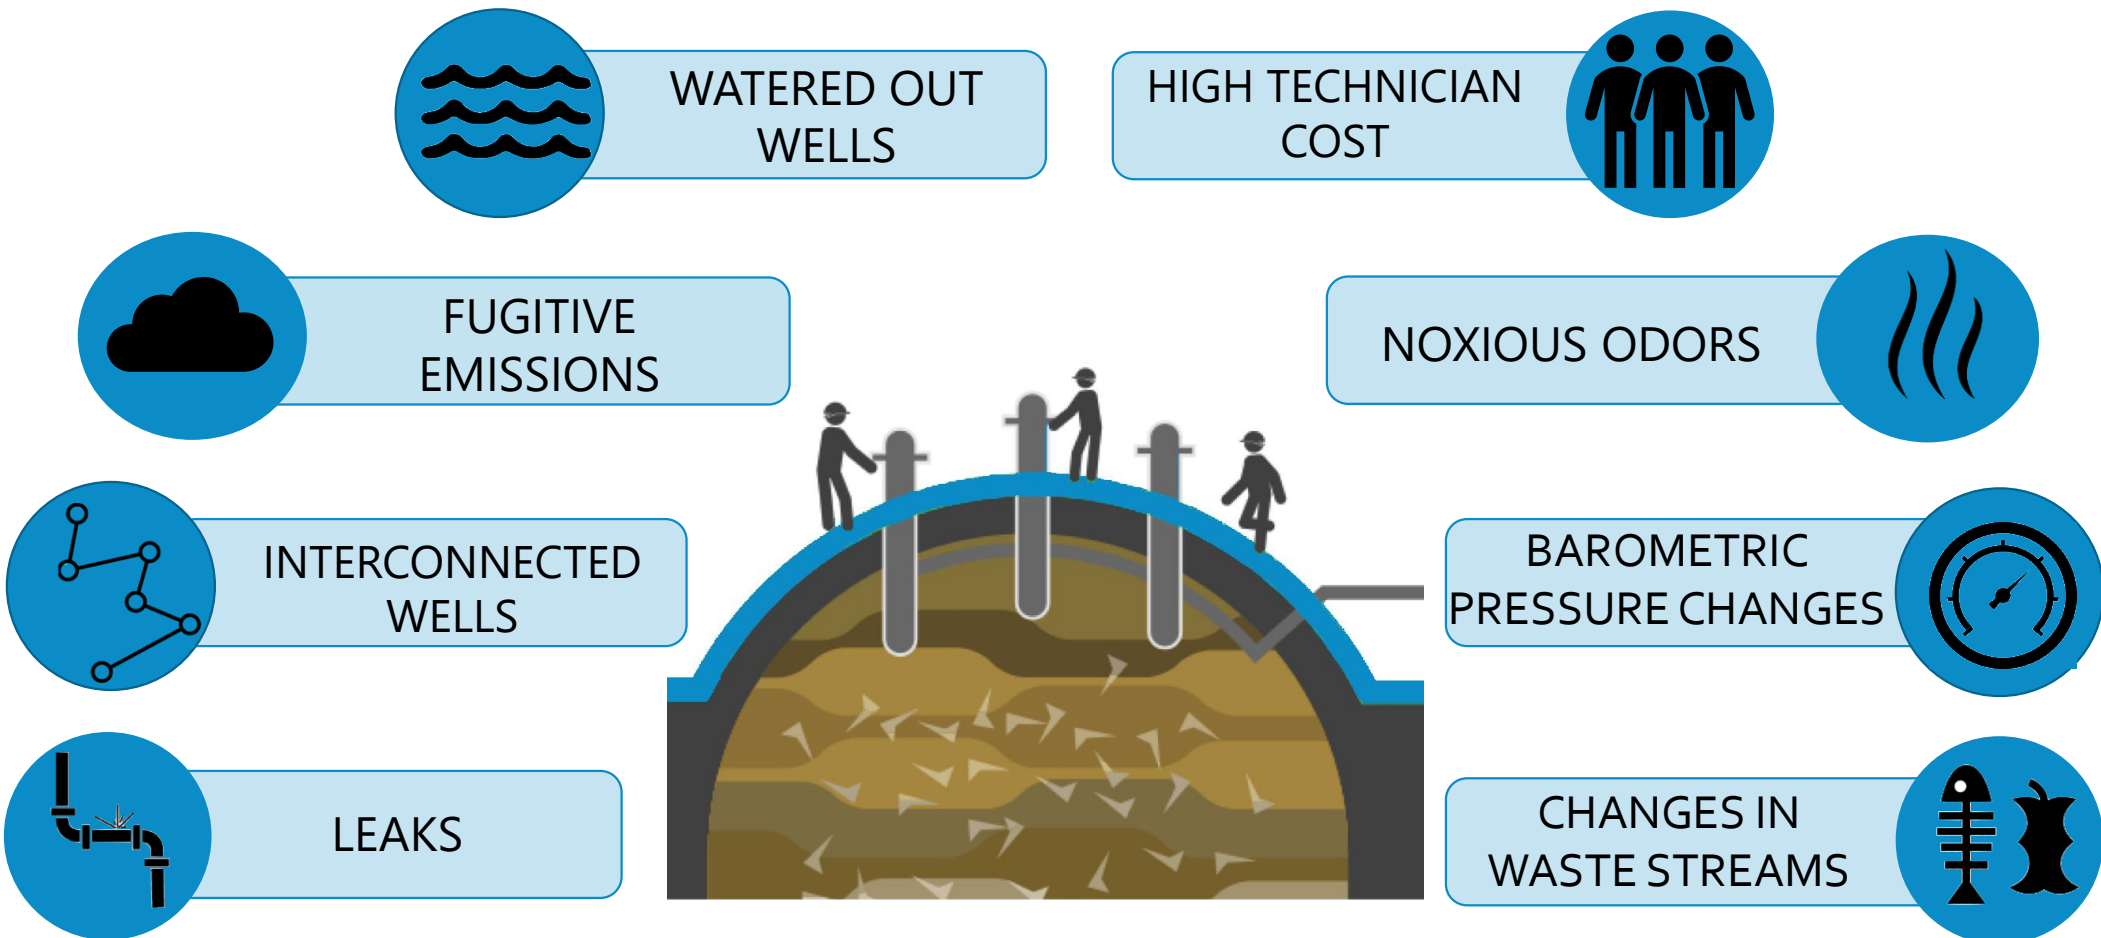 WATERED OUT
WELLS
HIGH TECHNICIAN
COST
FUGITIVE
EMISSIONS
NOXIOUS ODORS
INTERCONNECTED
WELLS
BAROMETRIC
PRESSURE CHANGES
LEAKS
CHANGES IN
WASTE STREAMS